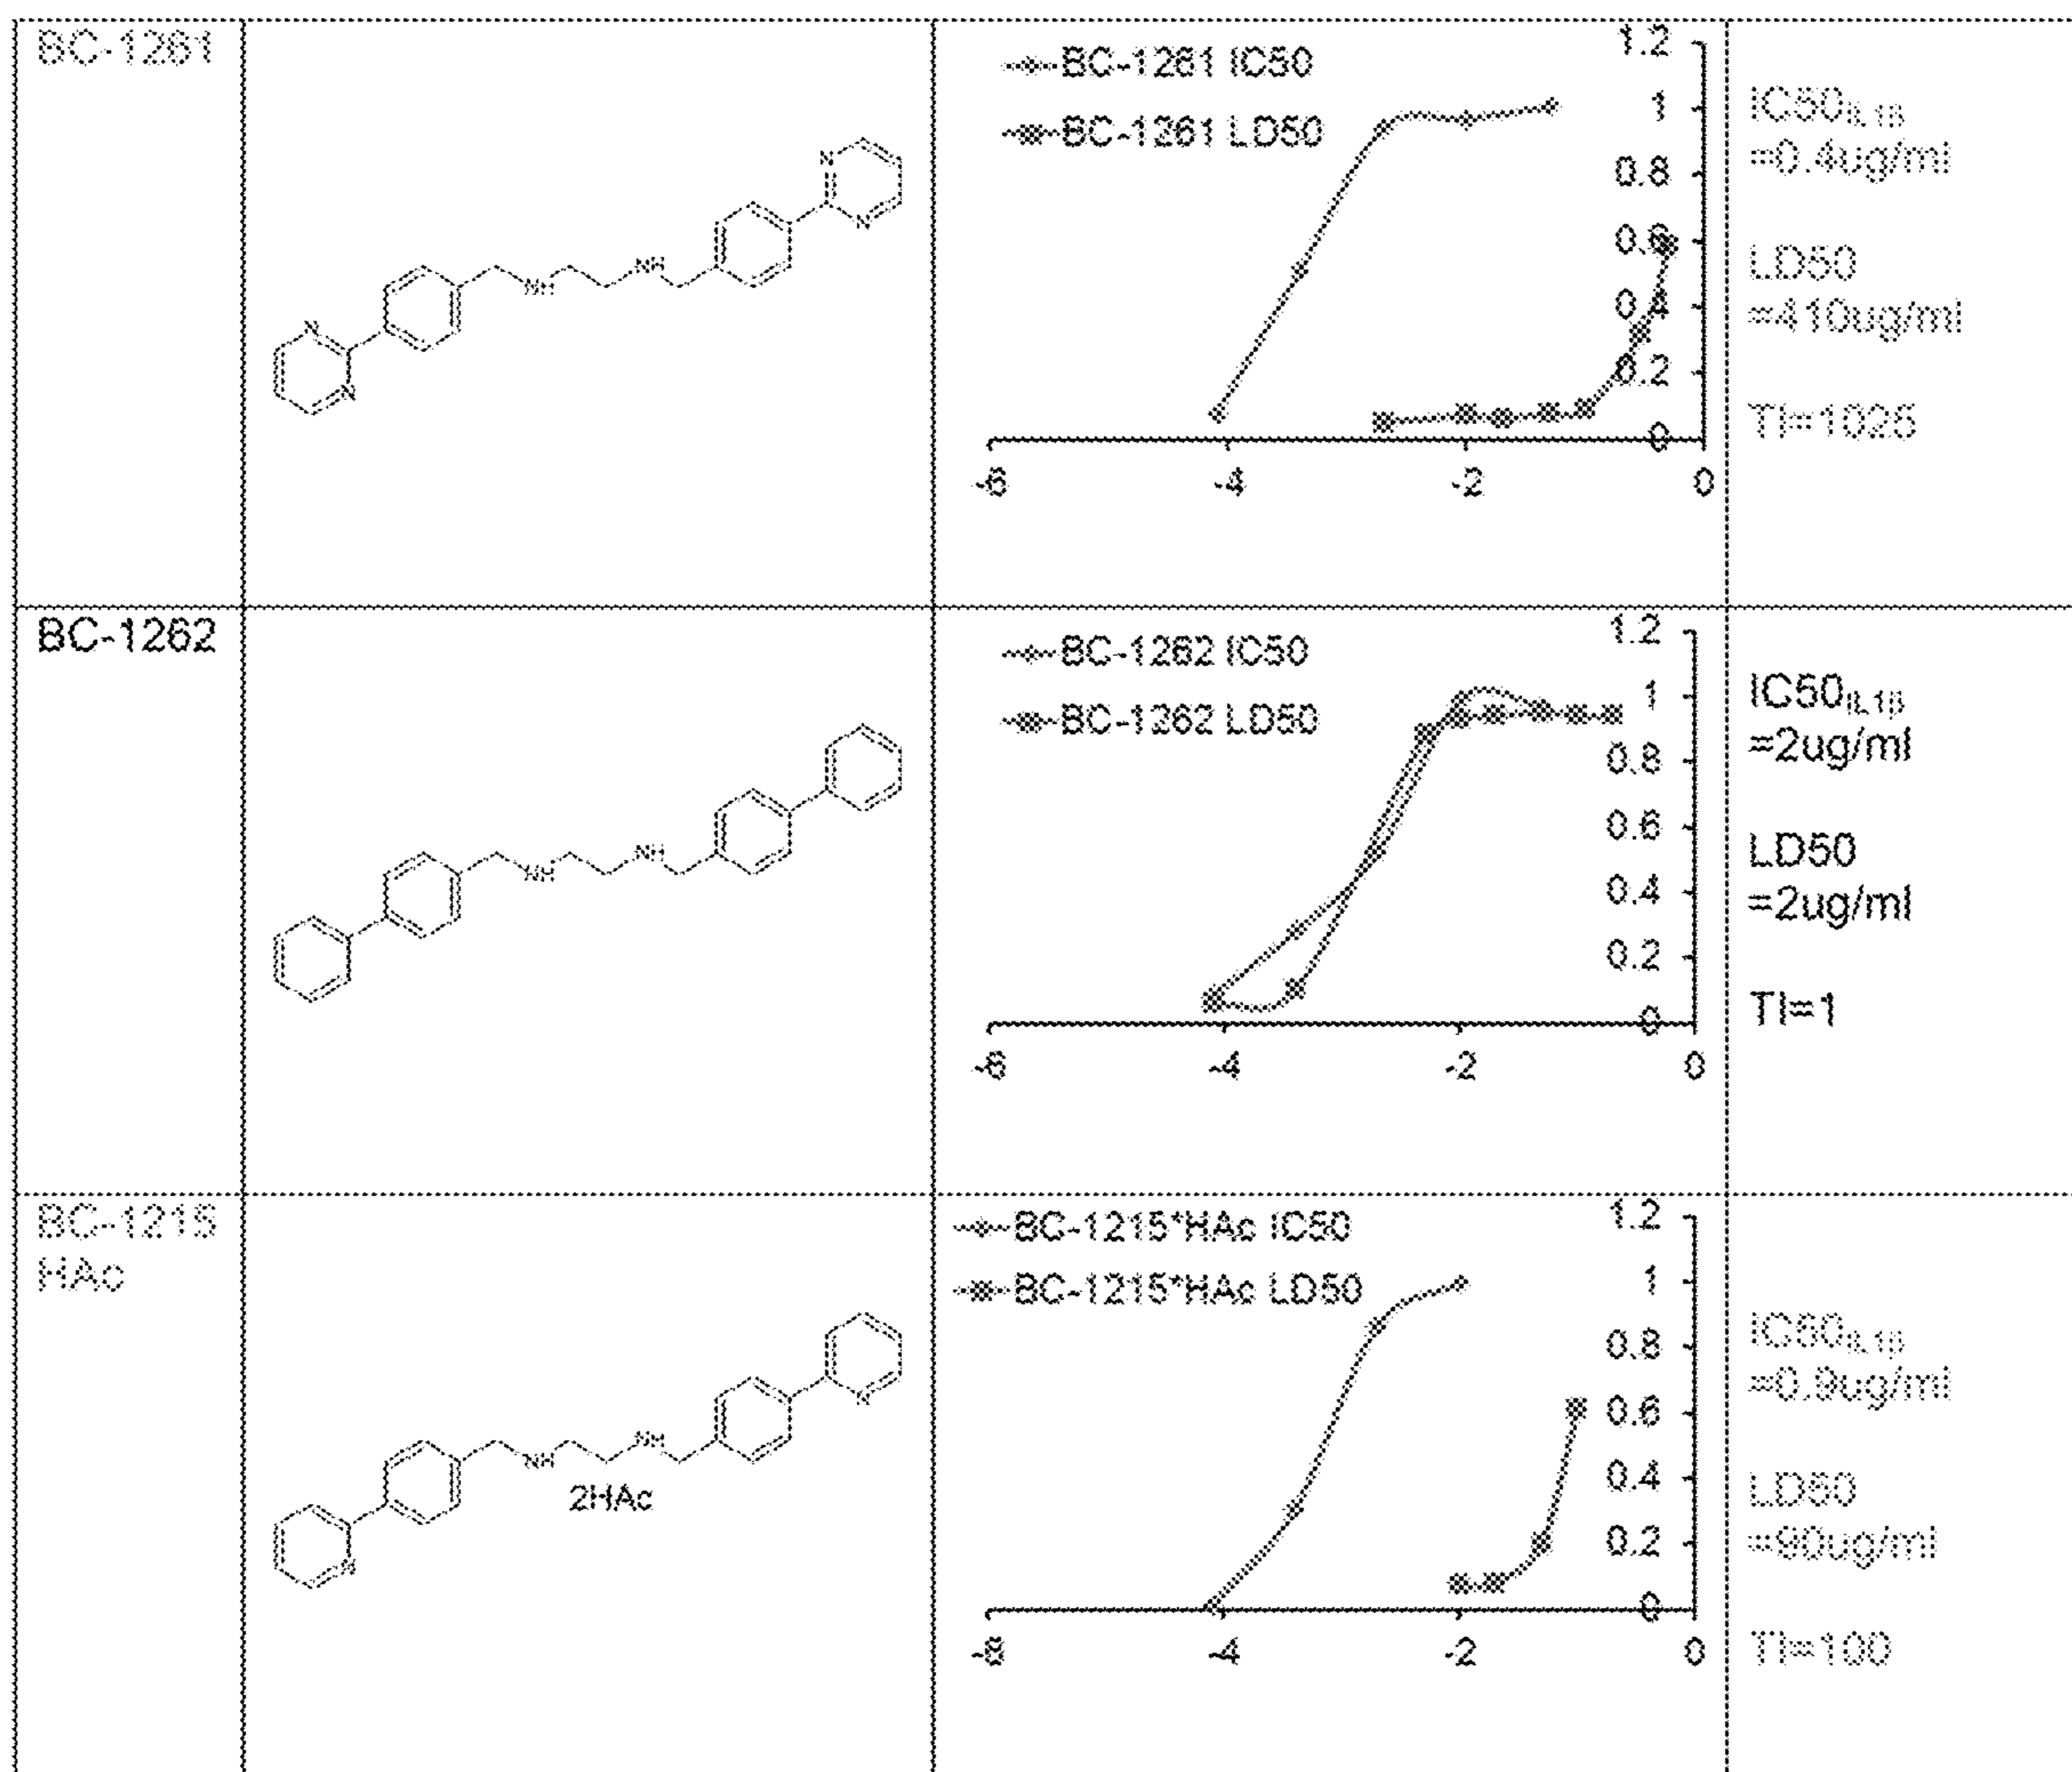 BC-1261
N
N
NH
NH
N
N
BC-1261 IC50
BC-1261 LD50
1.2
1
0.8
0.6
0.4
0.2
0
-6
-4
-2
0
IC50IL1β
=0.4ug/ml
LD50
=410ug/ml
TI=1025
BC-1262
NH
NH
BC-1262 IC50
BC-1262 LD50
1.2
1
0.8
0.6
0.4
0.2
0
-6
-4
-2
0
IC50IL1β
=2ug/ml
LD50
=2ug/ml
TI=1
BC-1215
HAc
N
NH
NH
2HAc
N
BC-1215*HAc IC50
BC-1215*HAc LD50
1.2
1
0.8
0.6
0.4
0.2
0
-4
-2
0
IC50IL1β
=0.9ug/ml
LD50
=90ug/ml
TI=100